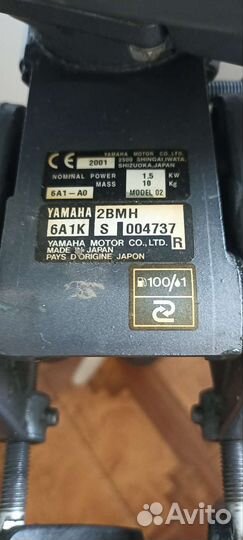 CE 2001 YAMAHA MOTOR CO.,LTD.
2500 SHINGAI, IWATA,
SHIZUOKA, JAPAN
NOMINAL POWER 1.5 KW
MASS 10 Kg
6A1-A0 MODEL 02
YAMAHA 2BMH
6A1K S 004737
YAMAHA MOTOR CO., LTD. R
MADE IN JAPAN
PAYS D'ORIGINE JAPON
100/1
Avito